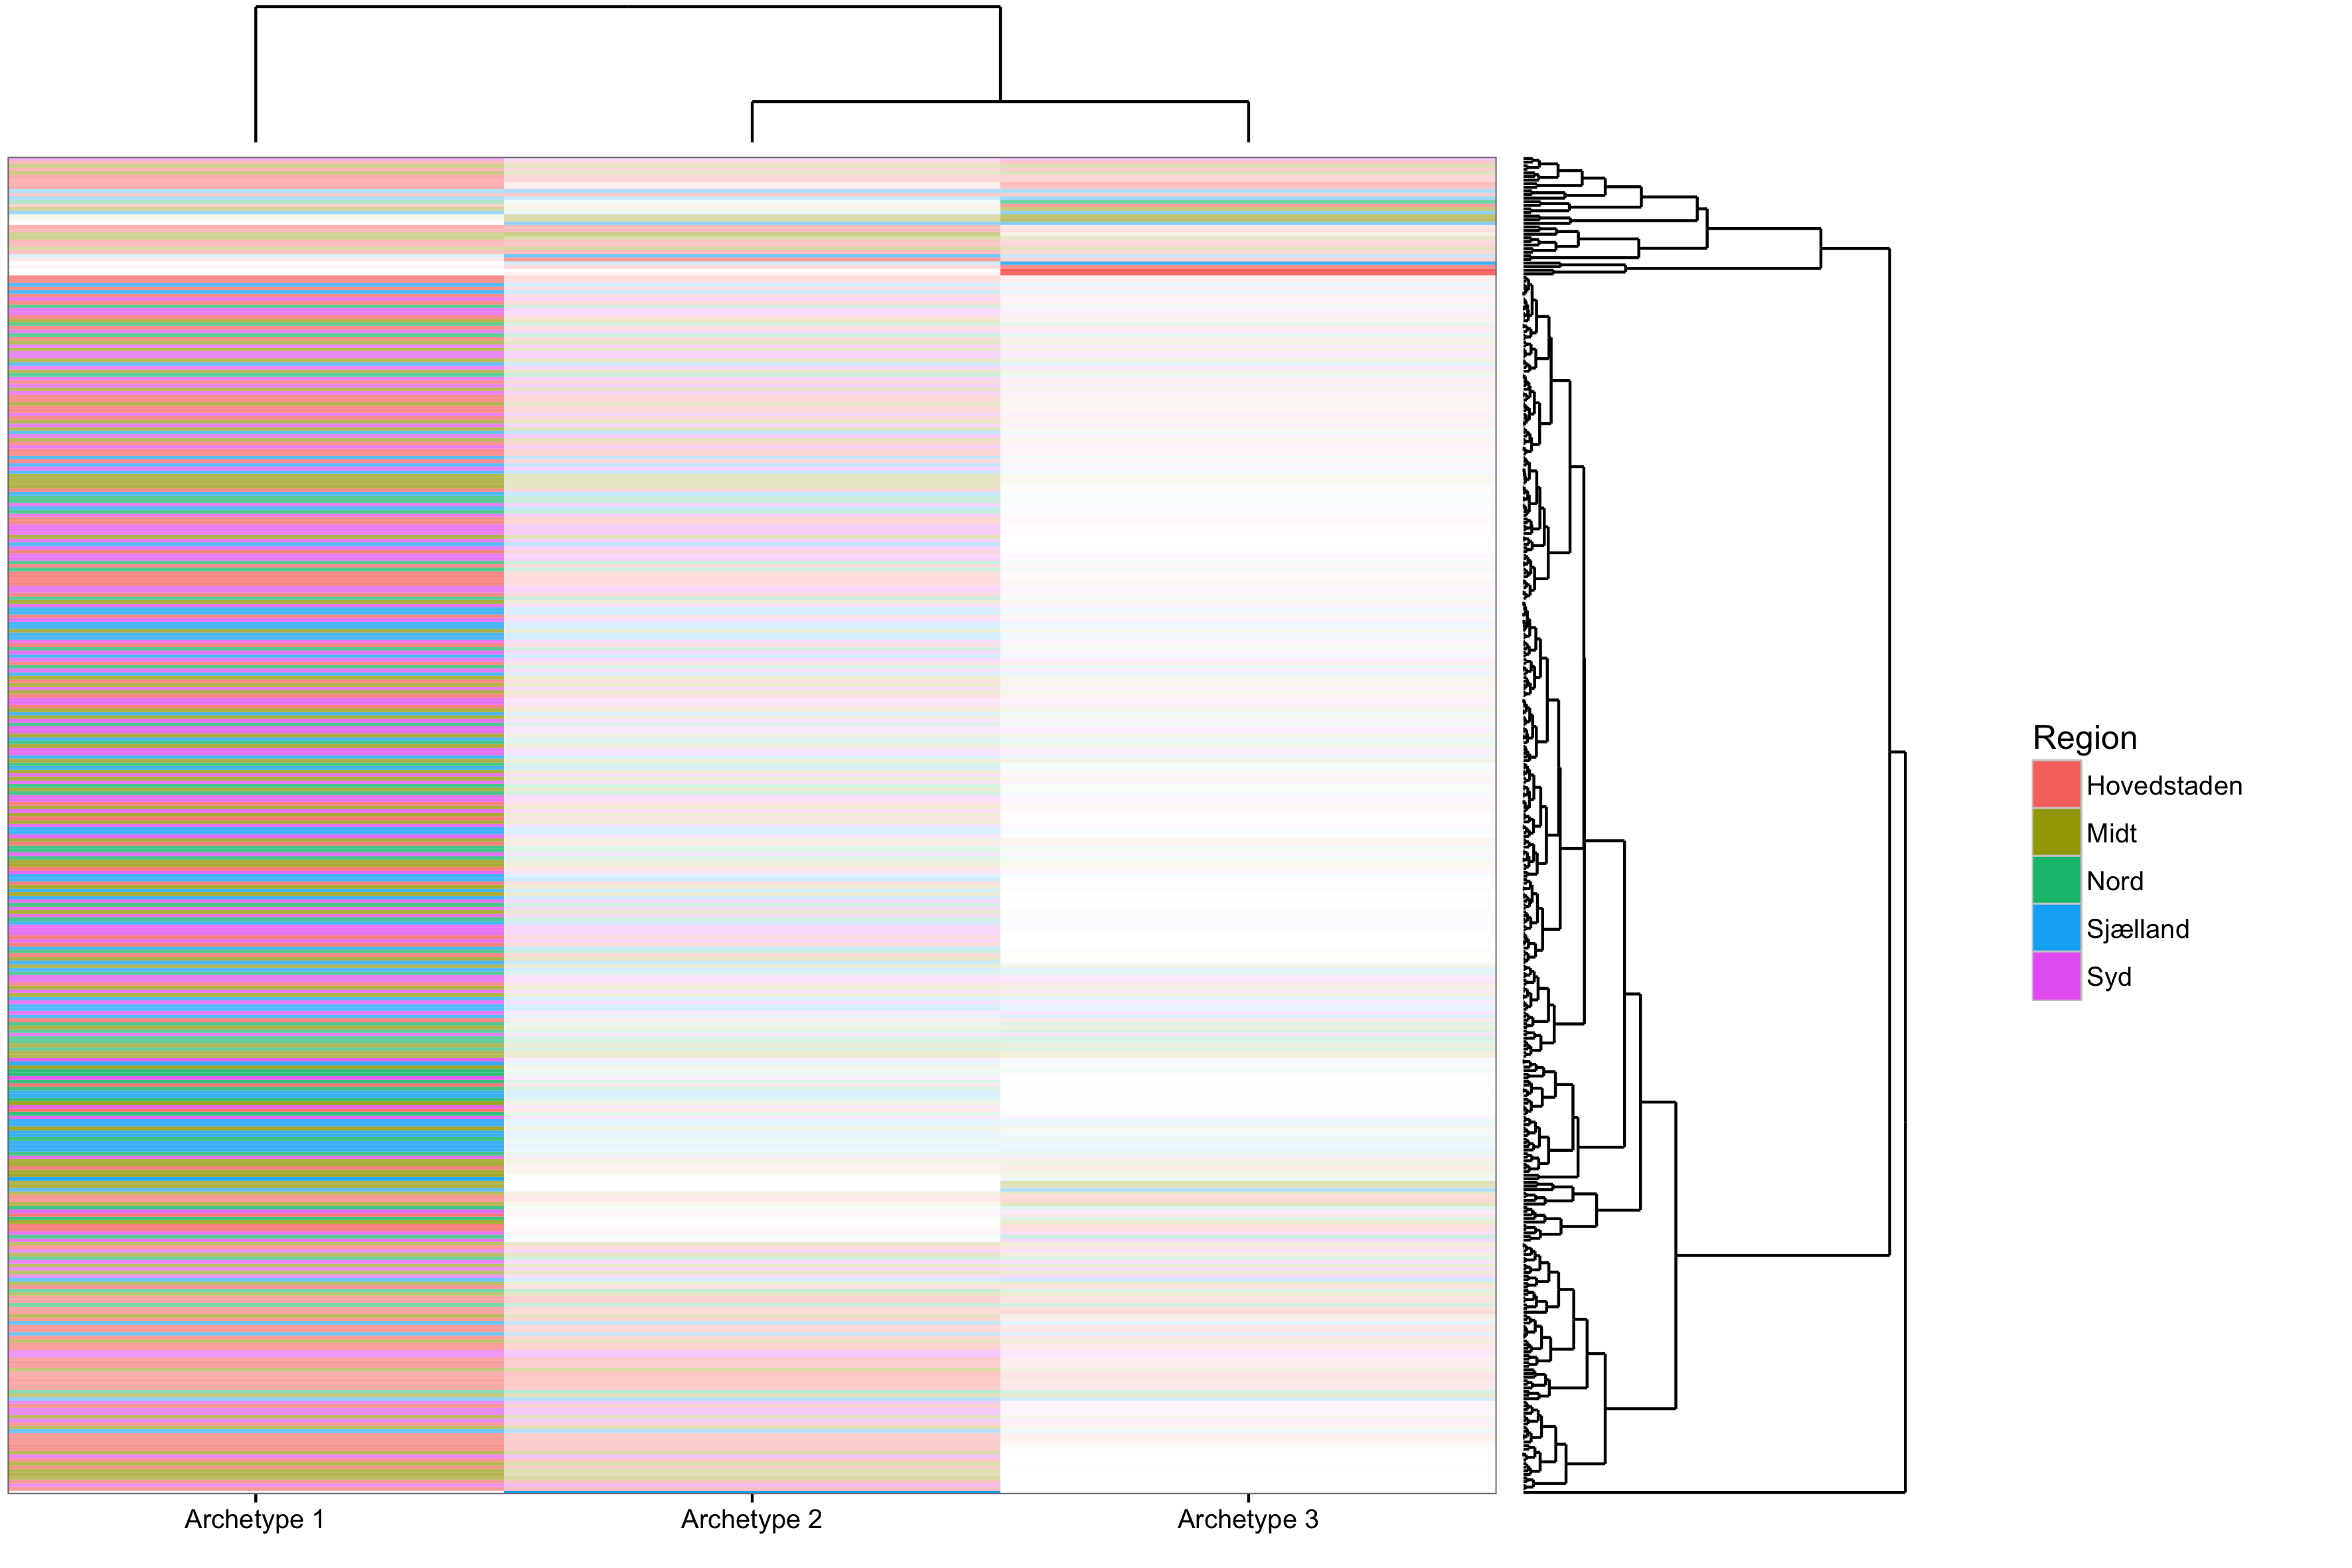 Region
Hovedstaden
Midt
Nord
Sjælland
Syd
Archetype 1
Archetype 2
Archetype 3